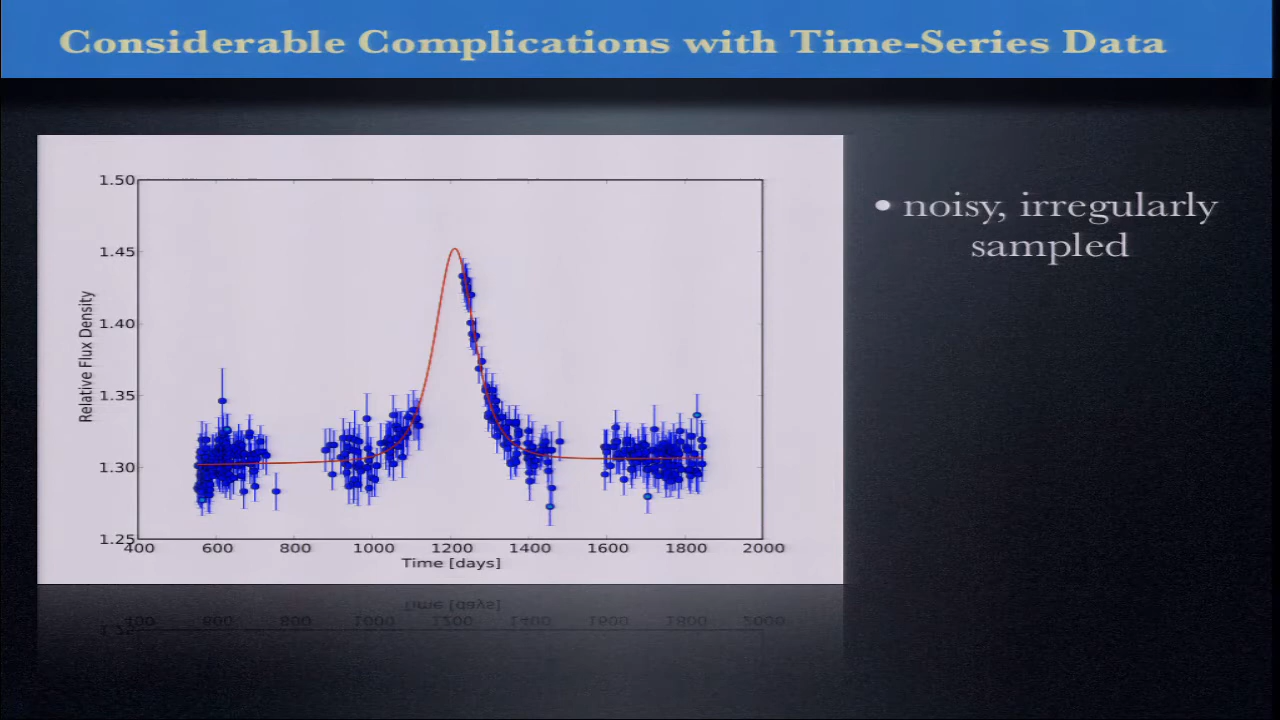 Considerable Complications with Time-Series Data
• noisy, irregularly
sampled
1.50
1.45
1.40
1.35
1.30
1.25
Relative Flux Density
400 600 800 1000 1200 1400 1600 1800 2000
Time [days]